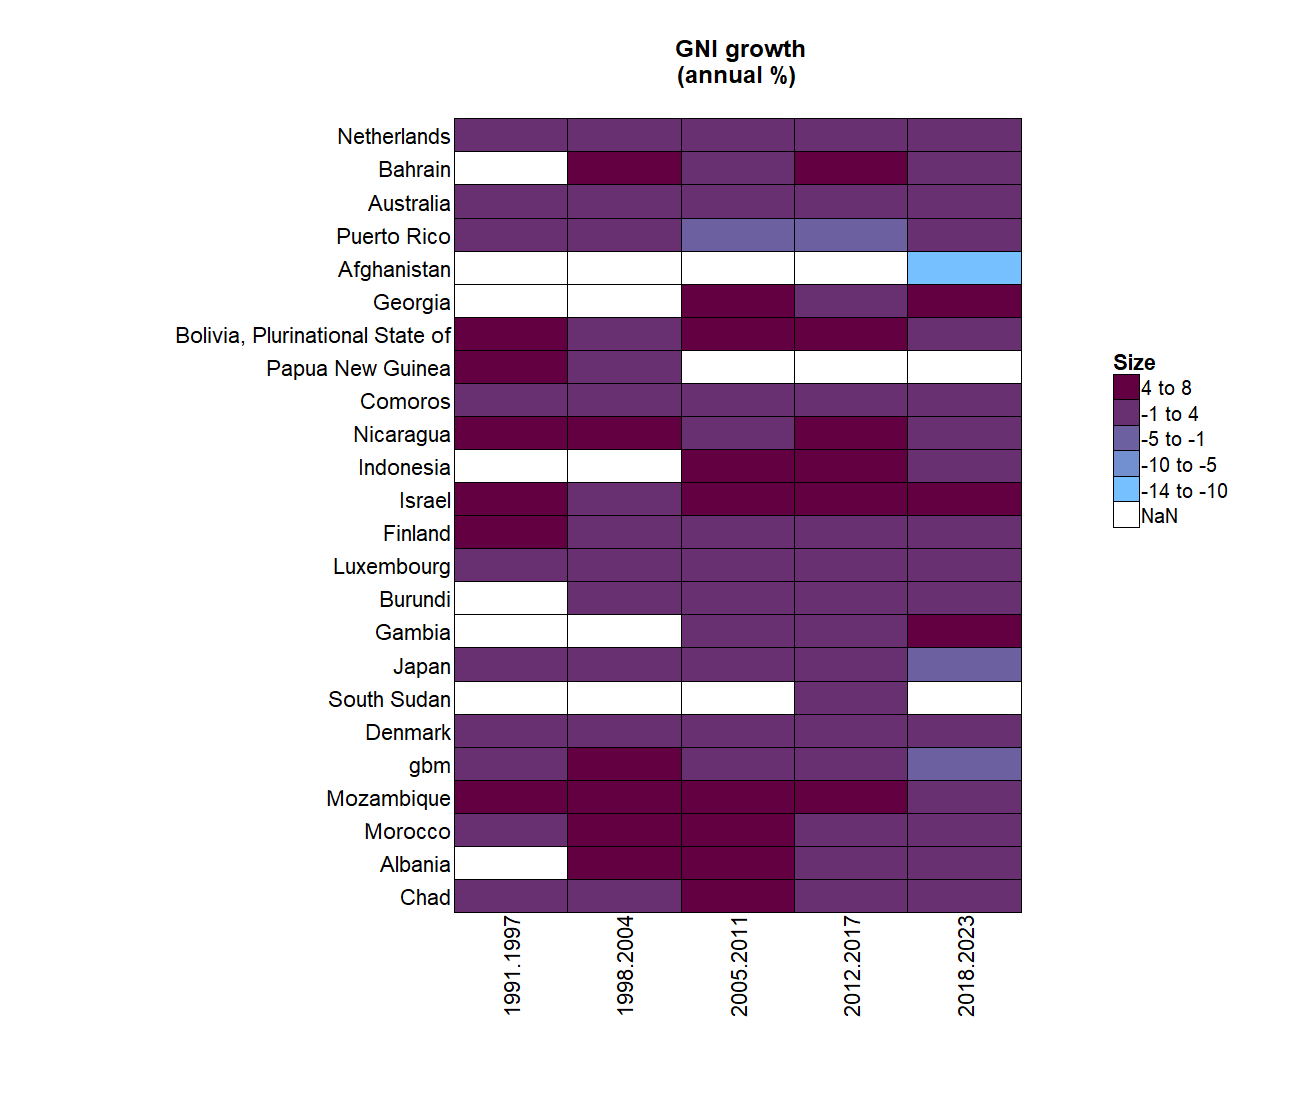 GNI growth
(annual %)
Netherlands
Bahrain
Australia
Puerto Rico
Afghanistan
Georgia
Bolivia, Plurinational State of
Papua New Guinea
Comoros
Nicaragua
Indonesia
Israel
Finland
Luxembourg
Burundi
Gambia
Japan
South Sudan
Denmark
gbm
Mozambique
Morocco
Albania
Chad
1991.1997
1998.2004
2005.2011
2012.2017
2018.2023
Size
4 to 8
-1 to 4
-5 to -1
-10 to -5
-14 to -10
NaN